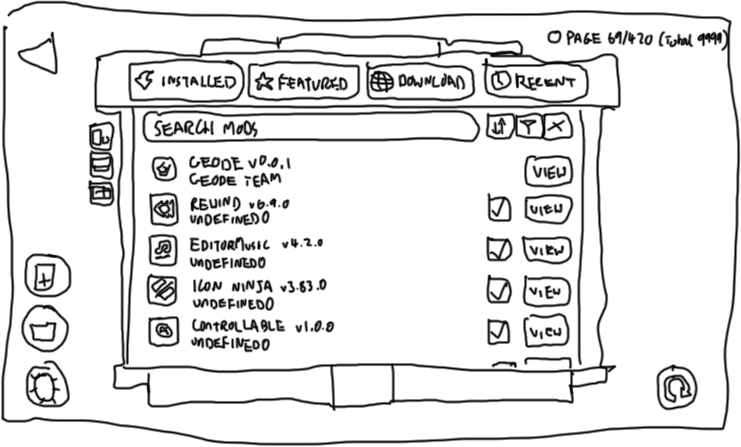 PAGE 69/420 (Total 9999)
INSTALLED
FEATURED
DOWNLOAD
RECENT
SEARCH MODS
GEODE v0.0.1
GEODE TEAM
VIEW
REWIND v6.9.0
UNDEFINED0
VIEW
EDITORMUSIC v4.2.0
UNDEFINED0
VIEW
ICON NINJA v3.83.0
UNDEFINED0
VIEW
CONTROLLABLE v1.0.0
UNDEFINED0
VIEW